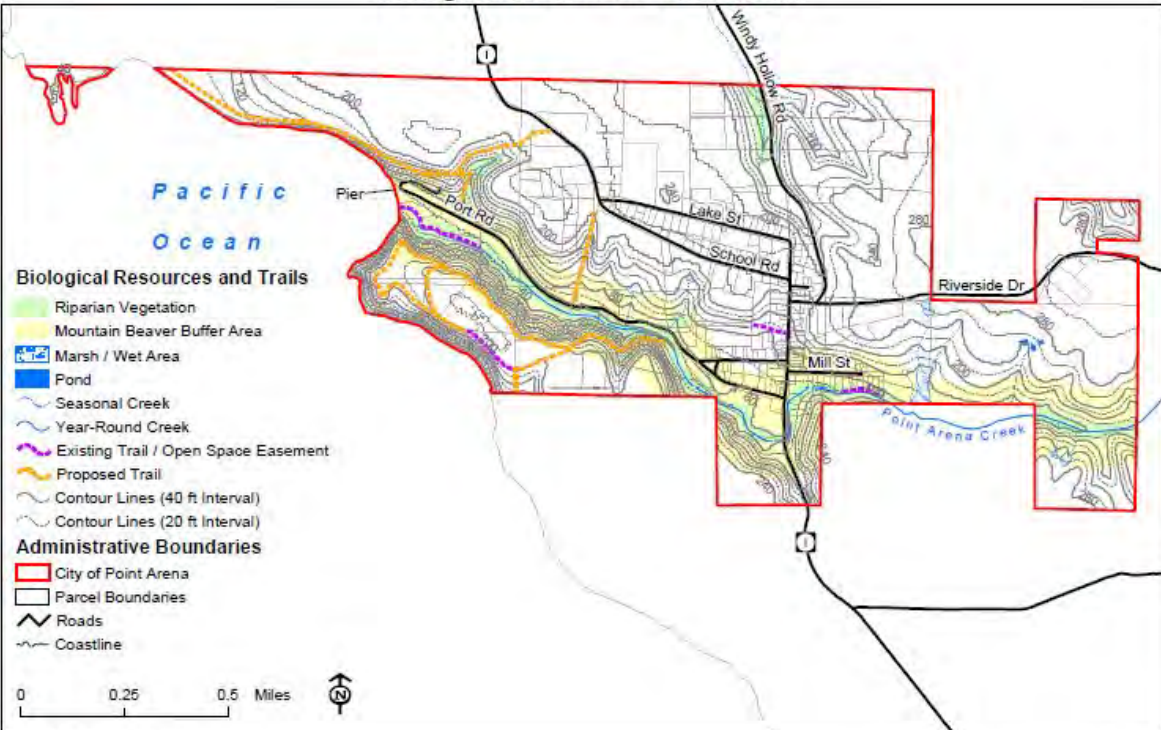 1
Windy Hollow Rd
200
120
Pacific
Ocean
Pier
Port Rd
Lake St
240
School Rd
200
280
Riverside Dr
Mill St
Point Arena Creek
240
280
1
Biological Resources and Trails
Riparian Vegetation
Mountain Beaver Buffer Area
Marsh / Wet Area
Pond
Seasonal Creek
Year-Round Creek
Existing Trail / Open Space Easement
Proposed Trail
Contour Lines (40 ft Interval)
Contour Lines (20 ft Interval)
Administrative Boundaries
City of Point Arena
Parcel Boundaries
Roads
Coastline
0 0.25 0.5 Miles
N